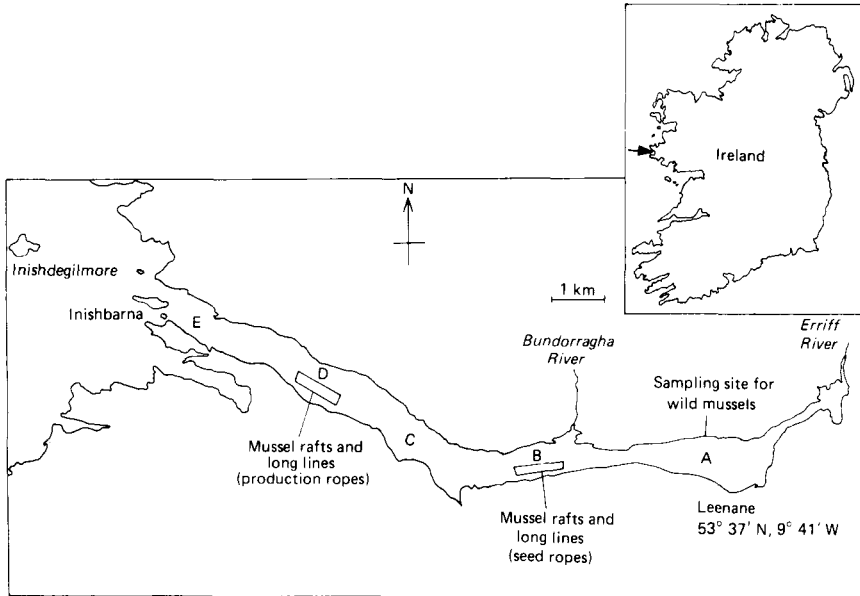 Ireland
N
Inishdegilmore
Inishbarna
E
1 km
Bundorragha
River
Erriff
River
D
Sampling site for
wild mussels
C
B
A
Mussel rafts and
long lines
(production ropes)
Mussel rafts and
long lines
(seed ropes)
Leenane
53° 37′ N, 9° 41′ W